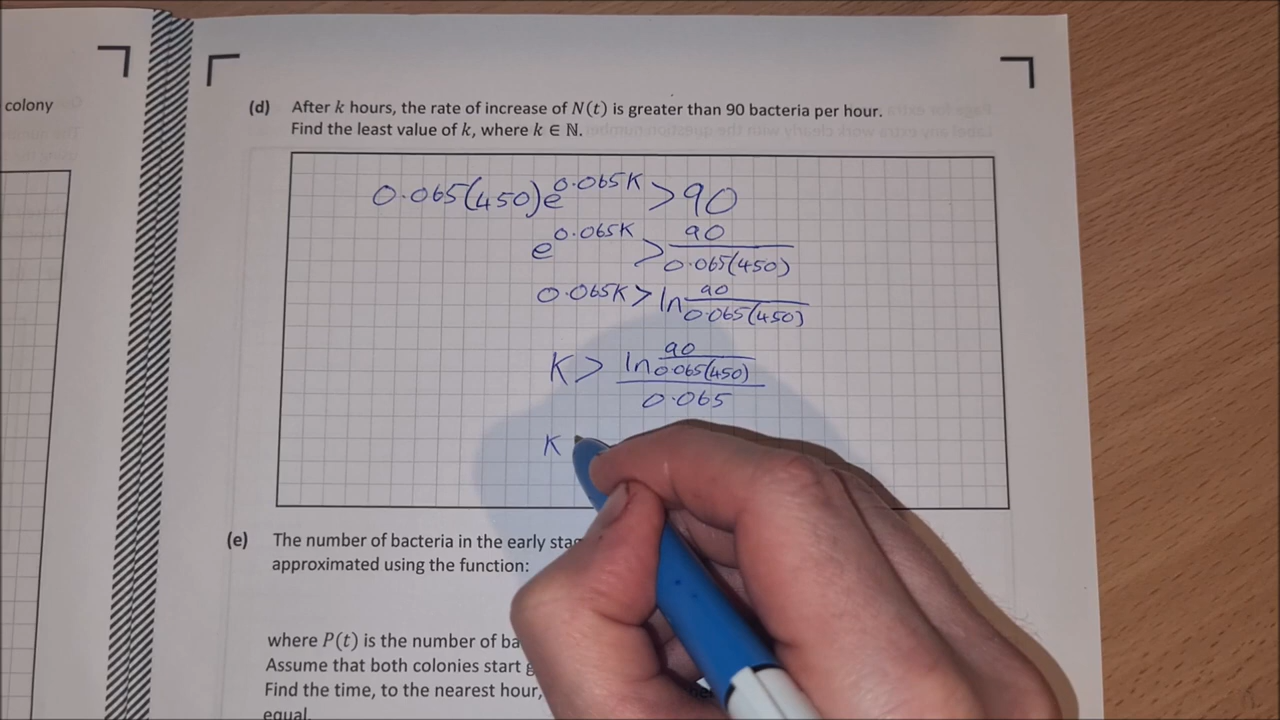 colony
(d) After k hours, the rate of increase of N(t) is greater than 90 bacteria per hour.
Find the least value of k, where k ∈ ℕ.
0.065(450)e^0.065K > 90
e^0.065K > 90/0.065(450)
0.065K > ln 90/0.065(450)
K > ln 90/0.065(450) / 0.065
K
(e) The number of bacteria in the early
approximated using the function:
where P(t) is the number of
Assume that both colonies start
Find the time, to the nearest hour,
equal.